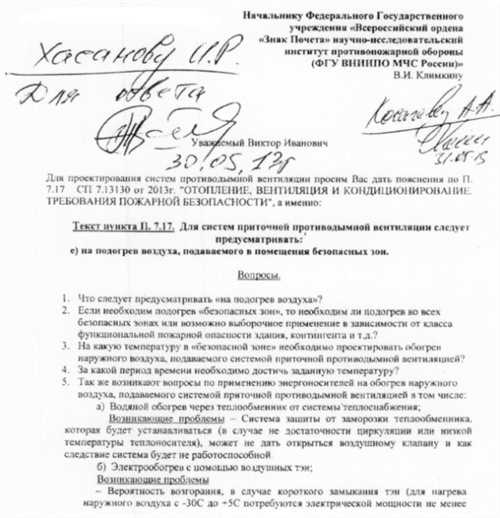 Начальнику Федерального Государственного
учреждения «Всероссийский ордена
«Знак Почета» научно-исследовательский
институт противопожарной обороны
(ФГУ ВНИИПО МЧС России)»
В.И. Климкину
Хасанову И.Р.
Для ответа
Уважаемый Виктор Иванович
30.05.13г
31.05.13
Для проектирования систем противодымной вентиляции просим Вас дать пояснения по П.
7.17 СП 7.13130 от 2013г. "ОТОПЛЕНИЕ, ВЕНТИЛЯЦИЯ И КОНДИЦИОНИРОВАНИЕ.
ТРЕБОВАНИЯ ПОЖАРНОЙ БЕЗОПАСНОСТИ", а именно:
Текст пункта П. 7.17. Для систем приточной противодымной вентиляции следует
предусматривать:
е) на подогрев воздуха, подаваемого в помещения безопасных зон.
Вопросы.
1. Что следует предусматривать «на подогрев воздуха»?
2. Если необходим подогрев «безопасных зон», то необходим ли подогрев во всех
безопасных зонах или возможно выборочное применение в зависимости от класса
функциональной пожарной опасности здания, контингента и т.д.?
3. На какую температуру в «безопасной зоне» необходимо проектировать обогрев
наружного воздуха, подаваемого системой приточной противодымной вентиляцией?
4. За какой период времени необходимо достичь заданную температуру?
5. Так же возникают вопросы по применению энергоносителей на обогрев наружного
воздуха, подаваемого системой приточной противодымной вентиляцией в том числе:
а) Водяной обогрев через теплообменник от системы теплоснабжения;
Возникающие проблемы – Система защиты от заморозки теплообменника,
которая будет устанавливаться (в случае не достаточности циркуляции или низкой
температуры теплоносителя), может не дать открыться воздушному клапану и как
следствие система будет не работоспособной.
б) Электрообогрев с помощью воздушных тэн;
Возникающие проблемы
– Вероятность возгорания, в случае короткого замыкания тэн (для нагрева
наружного воздуха с -30С до +5С потребуются электрической мощности не менее